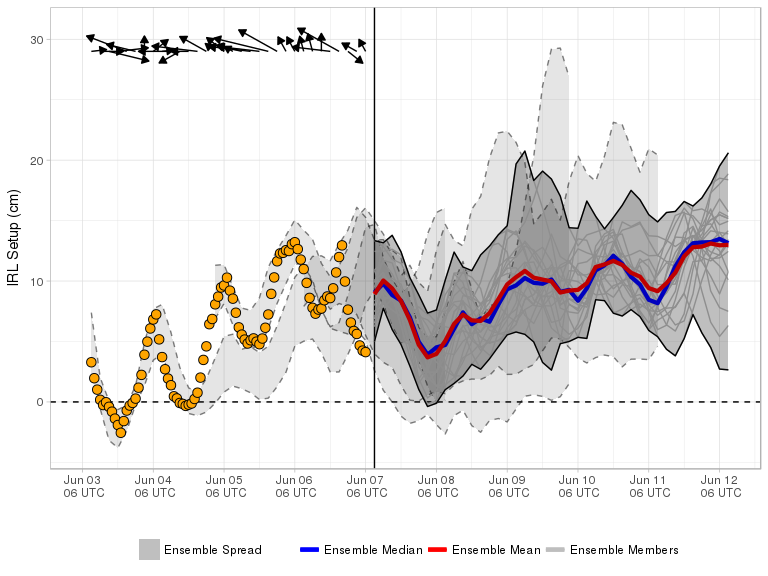 30
20
10
0
IRL Setup (cm)
Jun 03
06 UTC
Jun 04
06 UTC
Jun 05
06 UTC
Jun 06
06 UTC
Jun 07
06 UTC
Jun 08
06 UTC
Jun 09
06 UTC
Jun 10
06 UTC
Jun 11
06 UTC
Jun 12
06 UTC
Ensemble Spread
Ensemble Median
Ensemble Mean
Ensemble Members